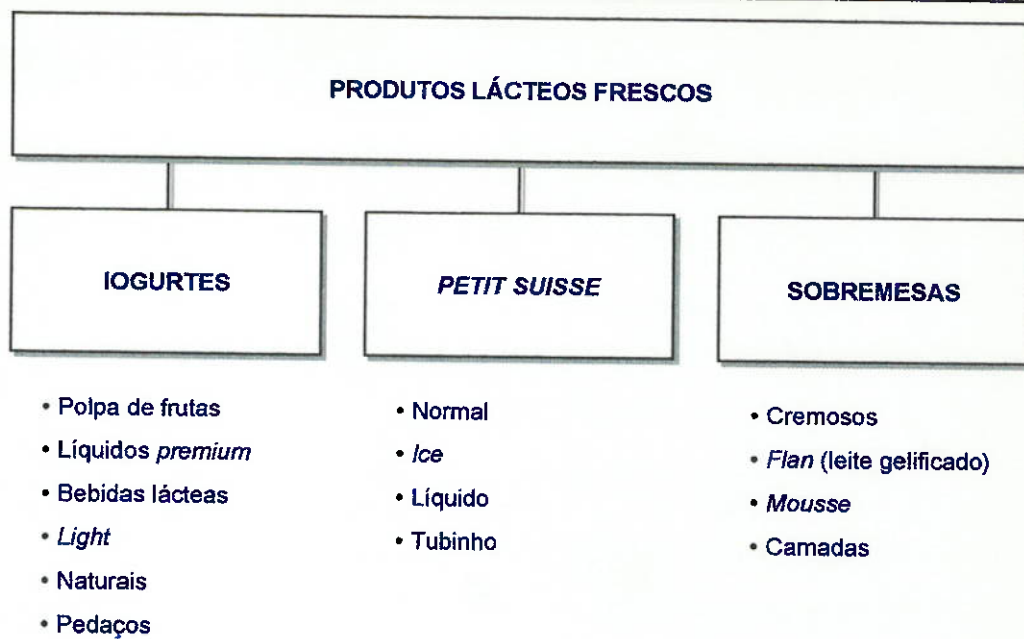 PRODUTOS LÁCTEOS FRESCOS
IOGURTES
• Polpa de frutas
• Líquidos premium
• Bebidas lácteas
• Light
• Naturais
• Pedaços
PETIT SUISSE
• Normal
• Ice
• Líquido
• Tubinho
SOBREMESAS
• Cremosos
• Flan (leite gelificado)
• Mousse
• Camadas